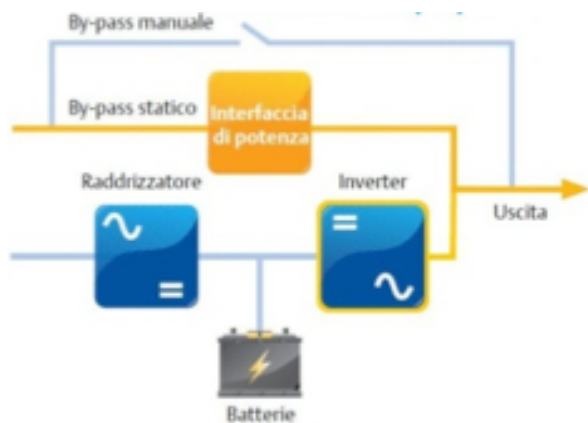 By-pass manuale
By-pass statico
Interfaccia
di potenza
Raddrizzatore
Inverter
Uscita
Batterie